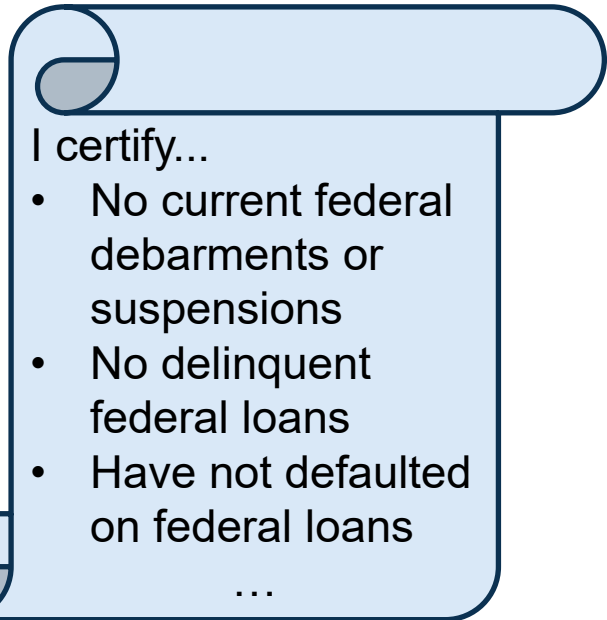 I certify...
• No current federal
debarments or
suspensions
• No delinquent
federal loans
• Have not defaulted
on federal loans
...